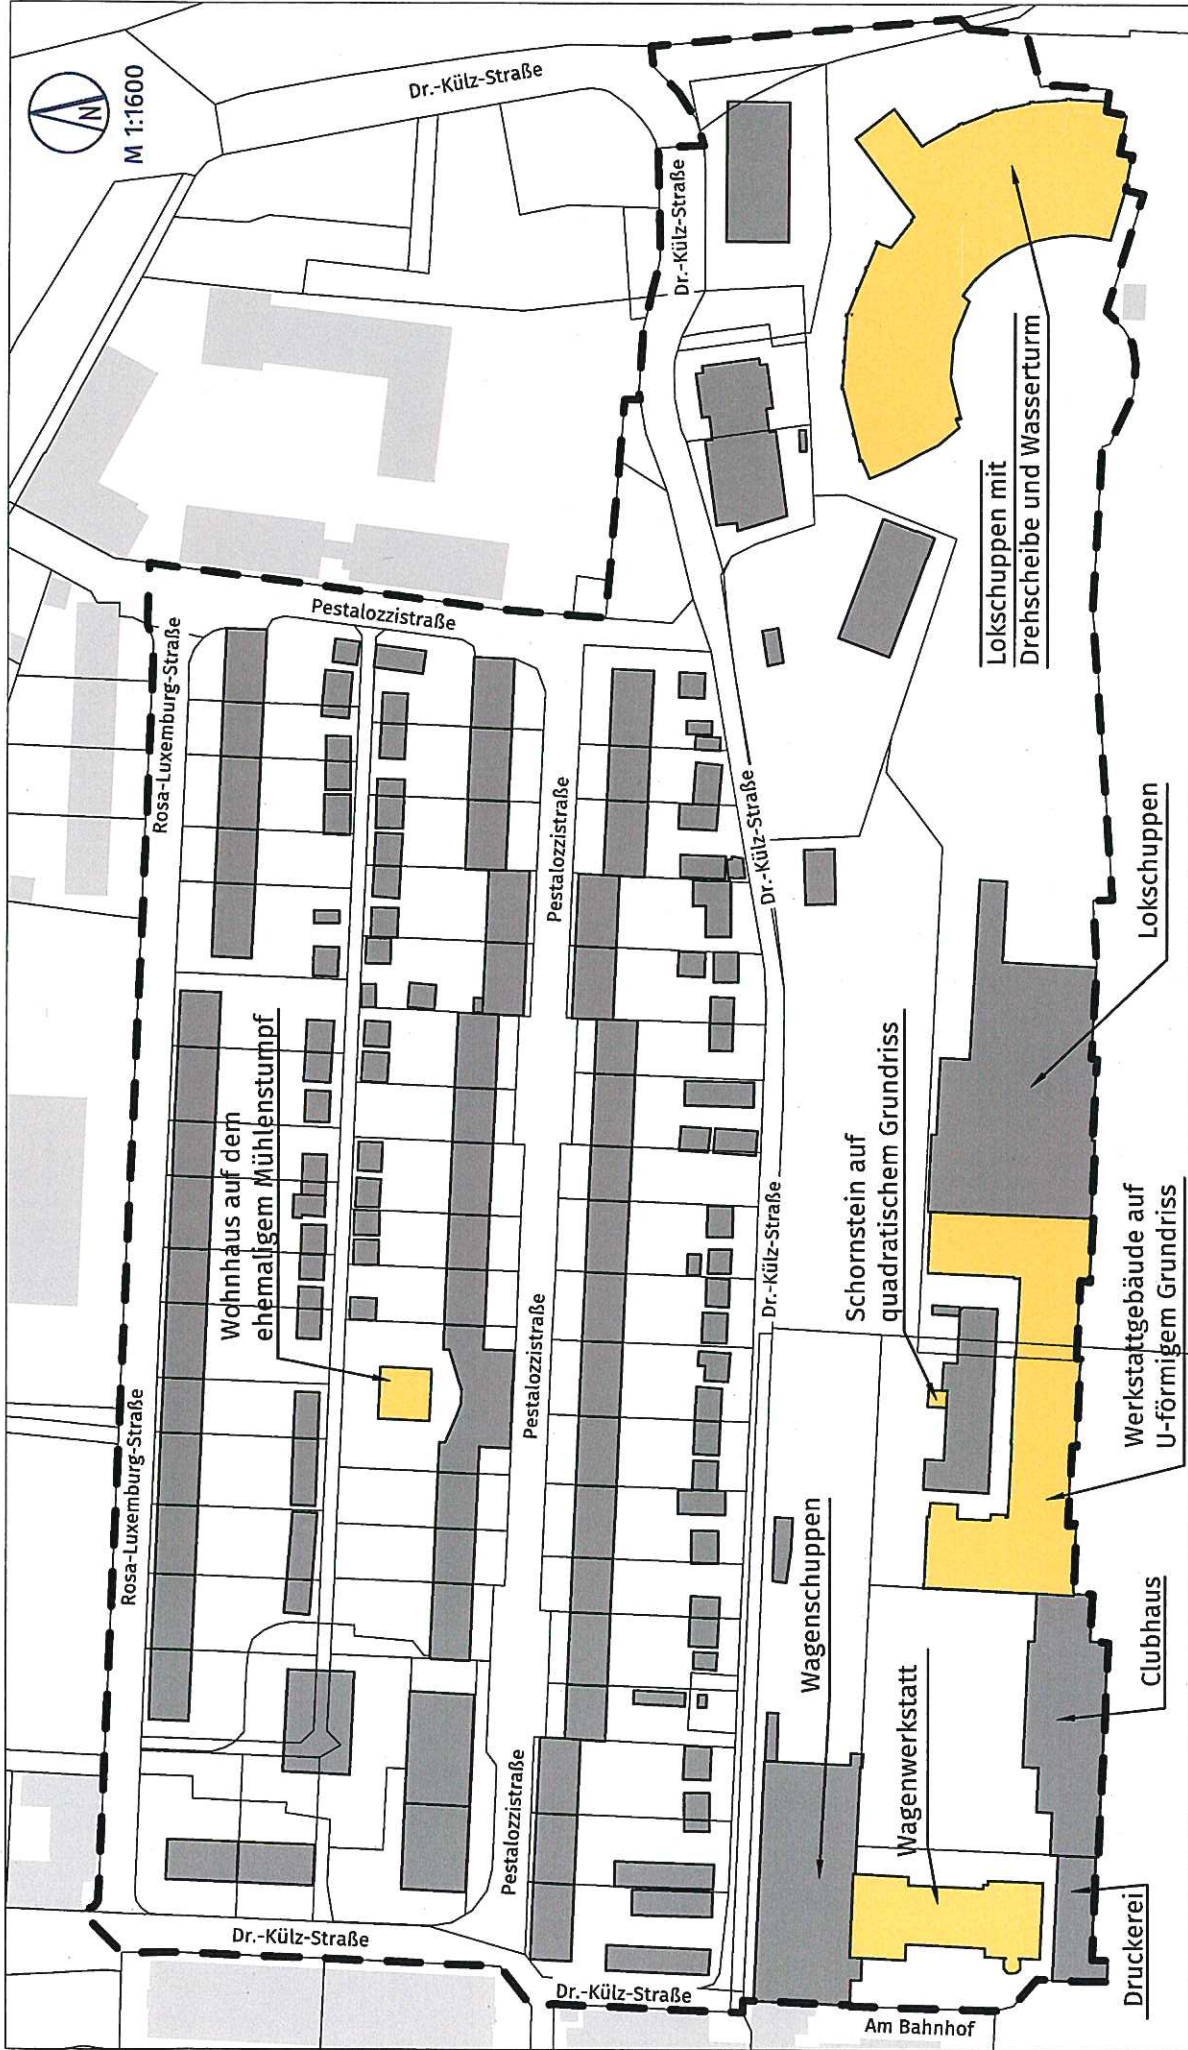 N
M 1:1600
Dr.-Külz-Straße
Dr.-Külz-Straße
Rosa-Luxemburg-Straße
Pestalozzistraße
Pestalozzistraße
Dr.-Külz-Straße
Lokschuppen mit
Drehscheibe und Wasserturm
Lokschuppen
Wohnhaus auf dem
ehemaligem Mühlenstumpf
Schornstein auf
quadratischem Grundriss
Dr.-Külz-Straße
Werkstattgebäude auf
U-förmigem Grundriss
Rosa-Luxemburg-Straße
Pestalozzistraße
Wagenschuppen
Clubhaus
Wagenwerkstatt
Pestalozzistraße
Dr.-Külz-Straße
Dr.-Külz-Straße
Am Bahnhof
Druckerei